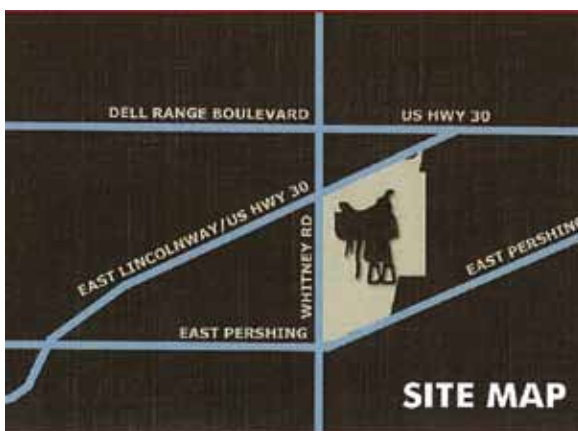 DELL RANGE BOULEVARD
US HWY 30
EAST LINCOLNWAY/US HWY 30
WHITNEY RD
EAST PERSHING
EAST PERSHING
SITE MAP